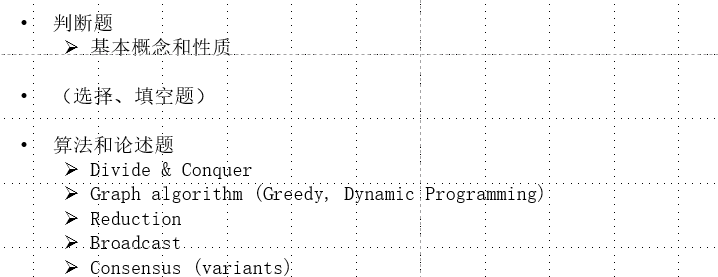 • 判断题
➢ 基本概念和性质
• （选择、填空题）
• 算法和论述题
➢ Divide & Conquer
➢ Graph algorithm (Greedy, Dynamic Programming)
➢ Reduction
➢ Broadcast
➢ Consensus (variants)